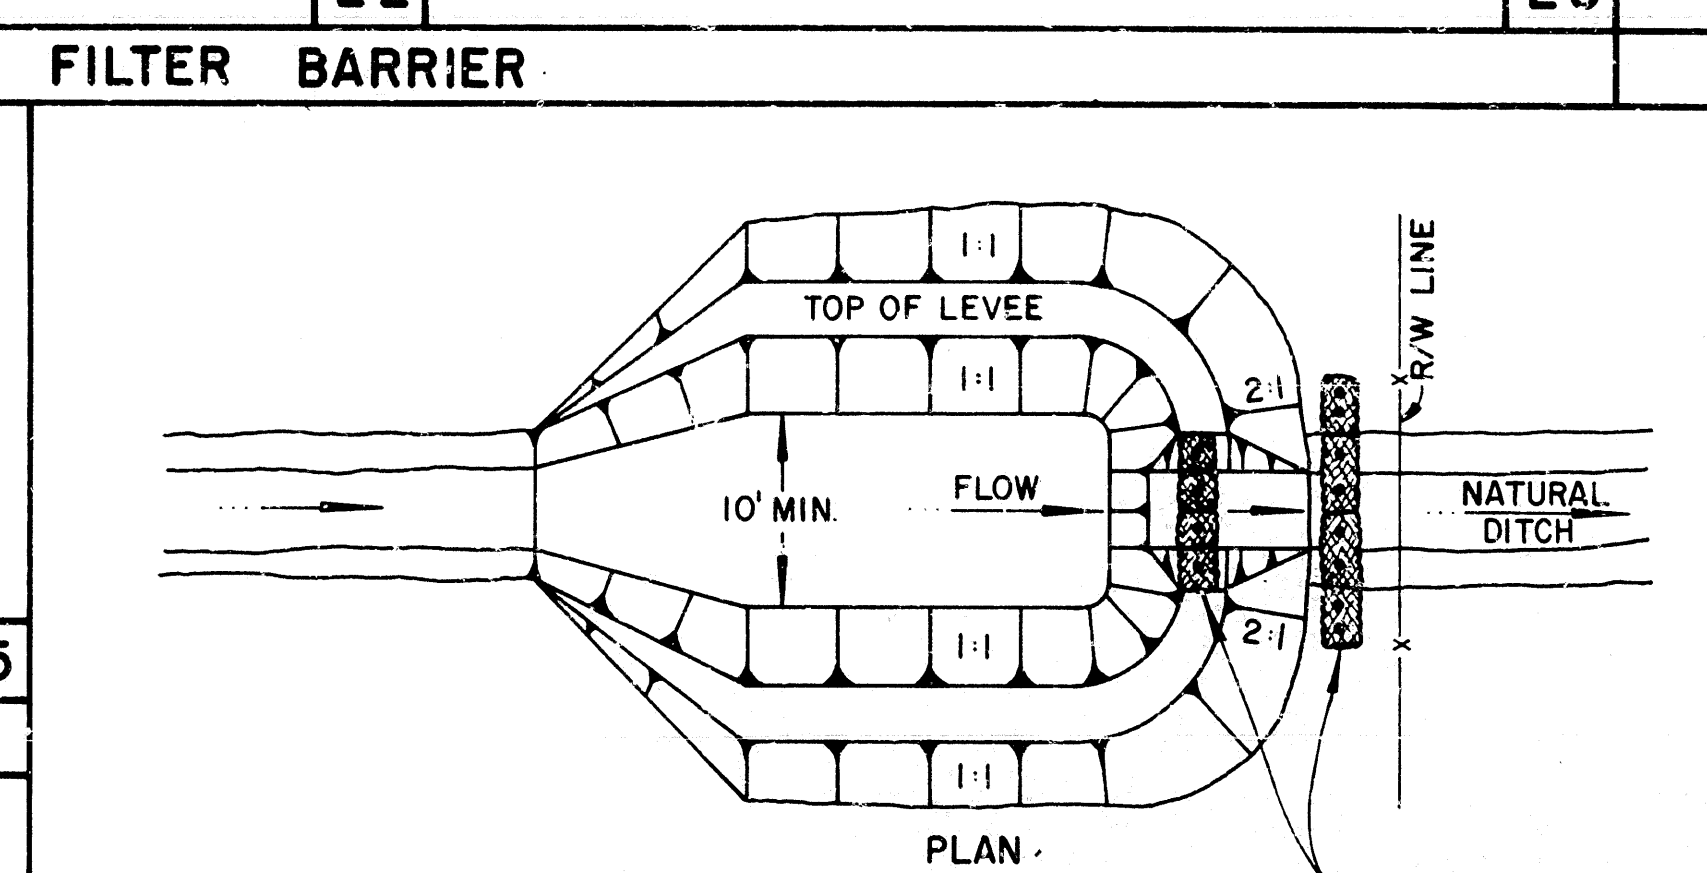 FILTER BARRIER
1:1
TOP OF LEVEE
1:1
R/W LINE
2:1
X
FLOW
10' MIN.
NATURAL
DITCH
2:1
1:1
X
1:1
PLAN